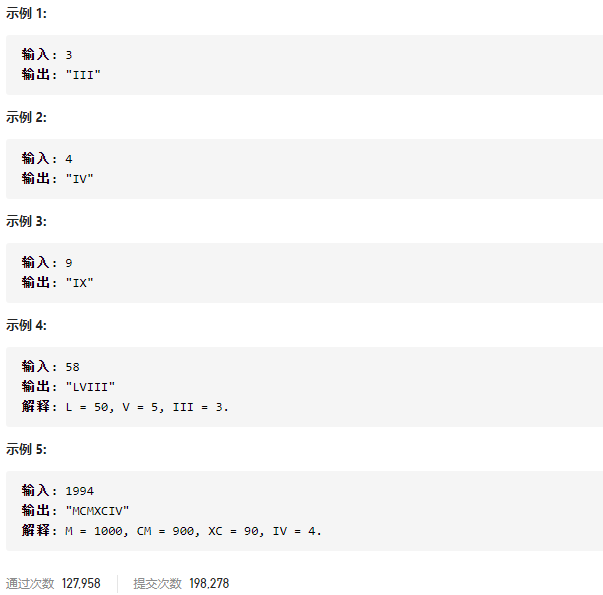 示例 1:
输入: 3
输出: "III"
示例 2:
输入: 4
输出: "IV"
示例 3:
输入: 9
输出: "IX"
示例 4:
输入: 58
输出: "LVIII"
解释: L = 50, V = 5, III = 3.
示例 5:
输入: 1994
输出: "MCMXCIV"
解释: M = 1000, CM = 900, XC = 90, IV = 4.
通过次数 127,958 提交次数 198,278